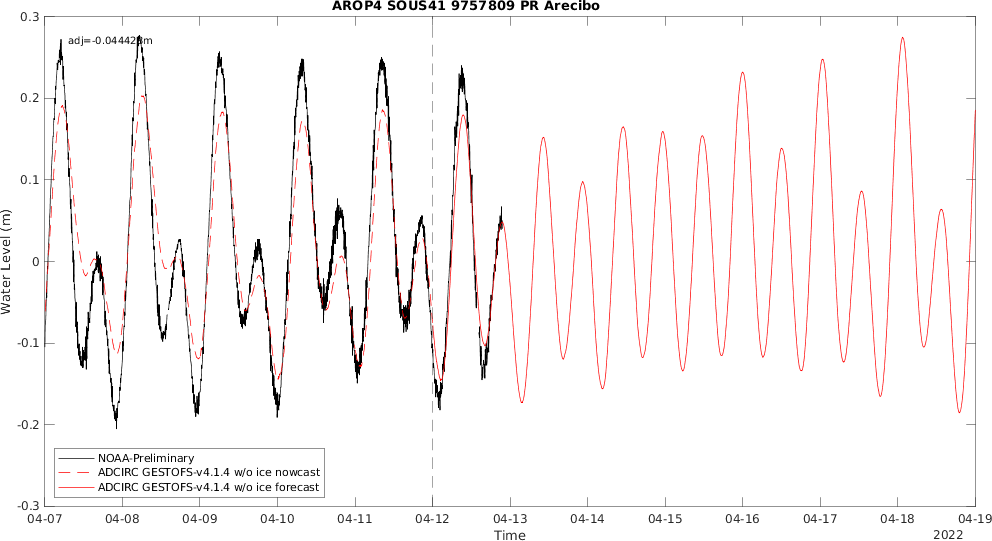 AROP4 SOUS41 9757809 PR Arecibo
0.3
adj=-0.04442 m
0.2
0.1
0
-0.1
-0.2
-0.3
Water Level (m)
NOAA-Preliminary
ADCIRC GESTOFS-v4.1.4 w/o ice nowcast
ADCIRC GESTOFS-v4.1.4 w/o ice forecast
04-07 04-08 04-09 04-10 04-11 04-12 04-13 04-14 04-15 04-16 04-17 04-18 04-19
Time
2022